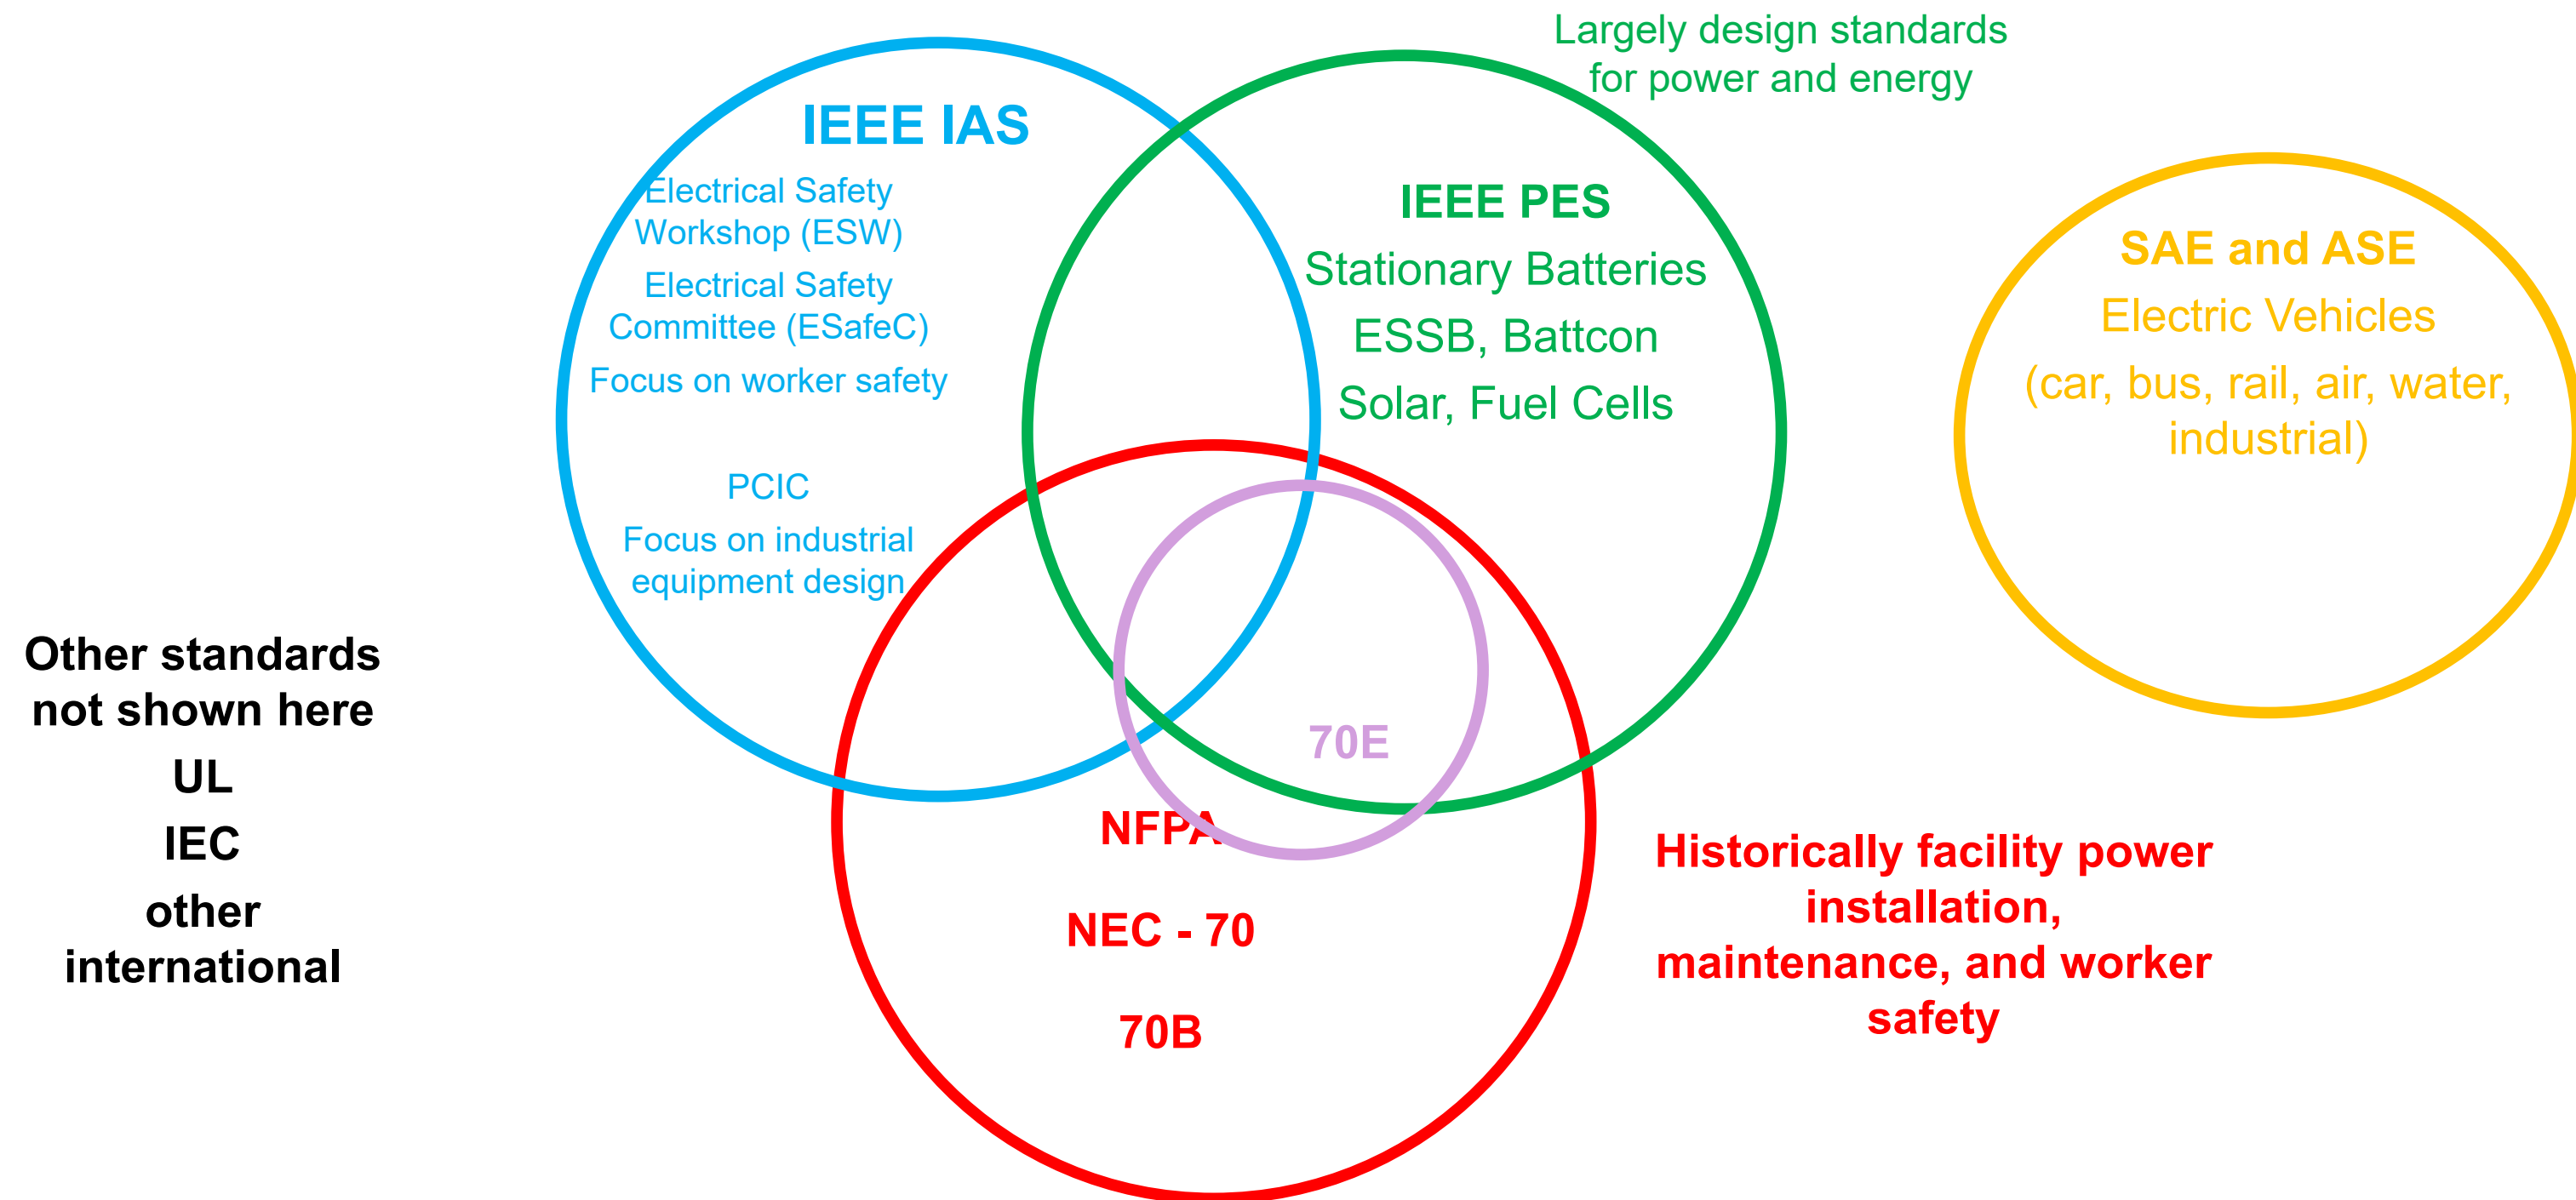 Largely design standards
for power and energy
IEEE IAS
Electrical Safety
Workshop (ESW)
Electrical Safety
Committee (ESafeC)
Focus on worker safety
PCIC
Focus on industrial
equipment design
IEEE PES
Stationary Batteries
ESSB, Battcon
Solar, Fuel Cells
SAE and ASE
Electric Vehicles
(car, bus, rail, air, water,
industrial)
Other standards
not shown here
UL
IEC
other
international
70E
NFPA
NEC - 70
70B
Historically facility power
installation,
maintenance, and worker
safety